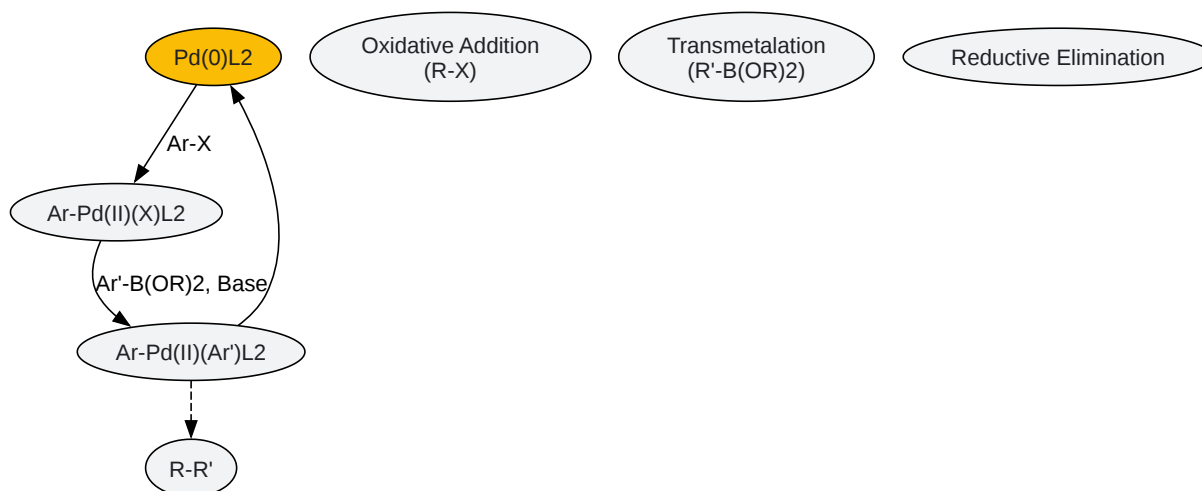 Pd(0)L2
Oxidative Addition
(R-X)
Transmetalation
(R'-B(OR)2)
Reductive Elimination
Ar-X
Ar-Pd(II)(X)L2
Ar'-B(OR)2, Base
Ar-Pd(II)(Ar')L2
R-R'